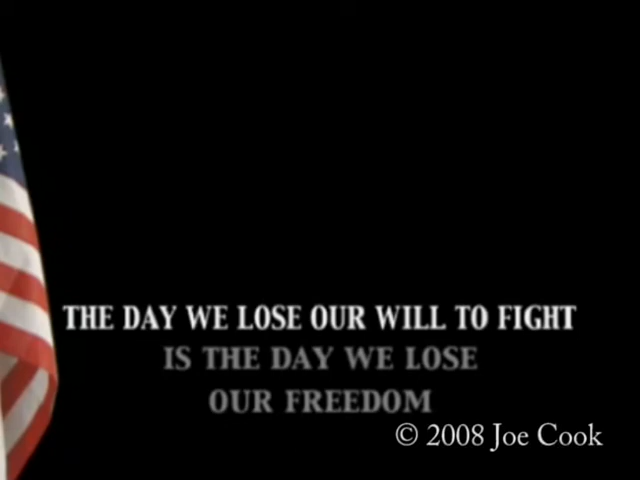 THE DAY WE LOSE OUR WILL TO FIGHT
IS THE DAY WE LOSE
OUR FREEDOM
© 2008 Joe Cook